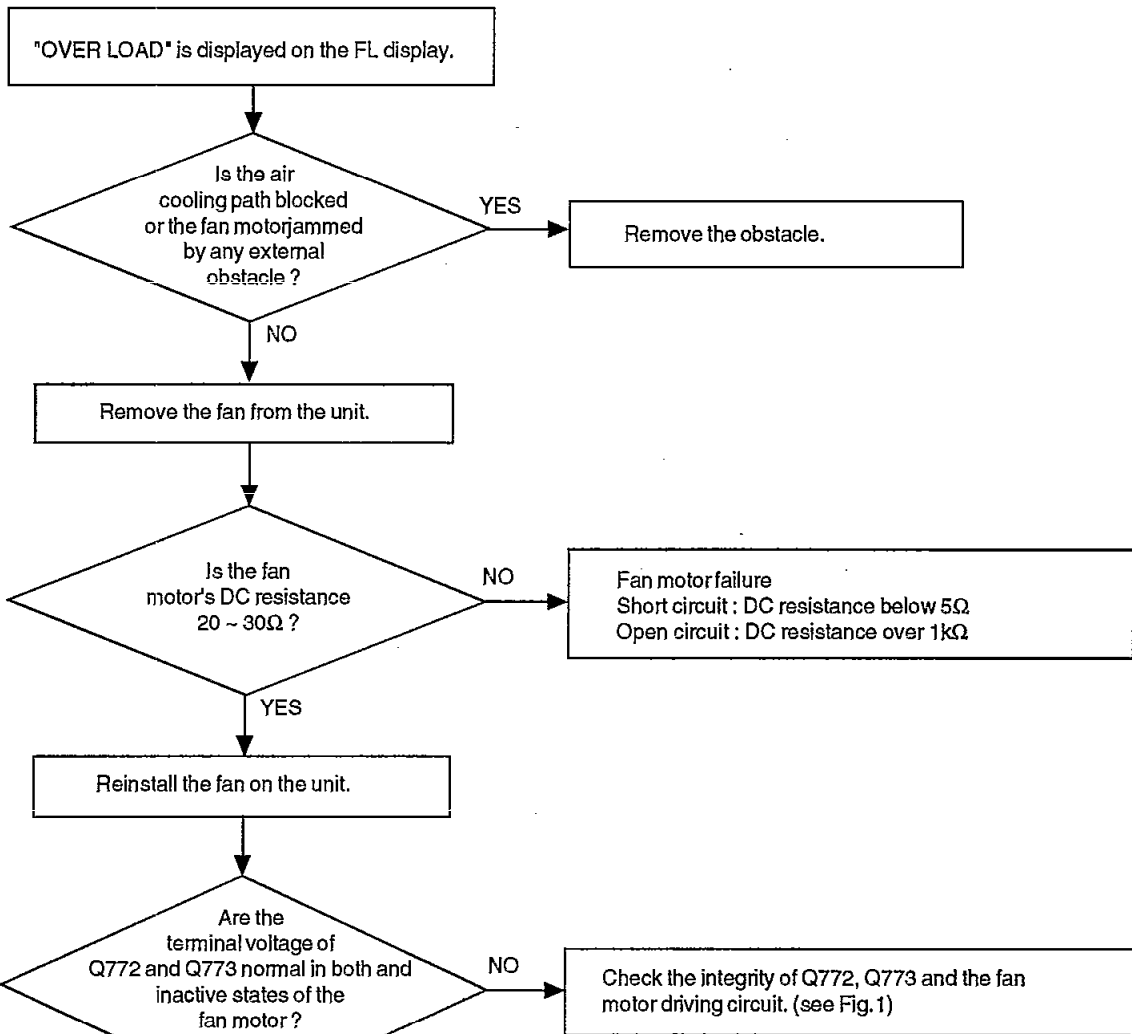 "OVER LOAD" is displayed on the FL display.
Is the air
cooling path blocked
or the fan motorjammed
by any external
obstacle ?
YES
Remove the obstacle.
NO
Remove the fan from the unit.
Is the fan
motor's DC resistance
20 ~ 30Ω ?
NO
Fan motor failure
Short circuit : DC resistance below 5Ω
Open circuit : DC resistance over 1kΩ
YES
Reinstall the fan on the unit.
Are the
terminal voltage of
Q772 and Q773 normal in both and
inactive states of the
fan motor ?
NO
Check the integrity of Q772, Q773 and the fan
motor driving circuit. (see Fig.1)